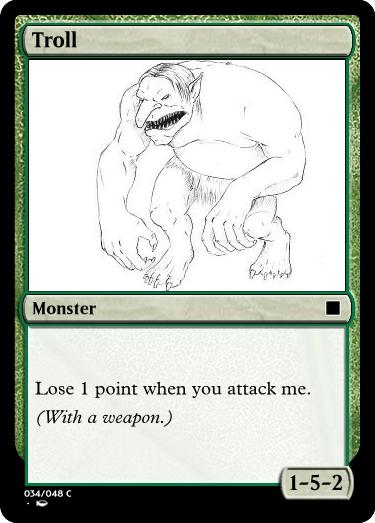 Troll
Monster
Lose 1 point when you attack me.
(With a weapon.)
1-5-2
034/048 C